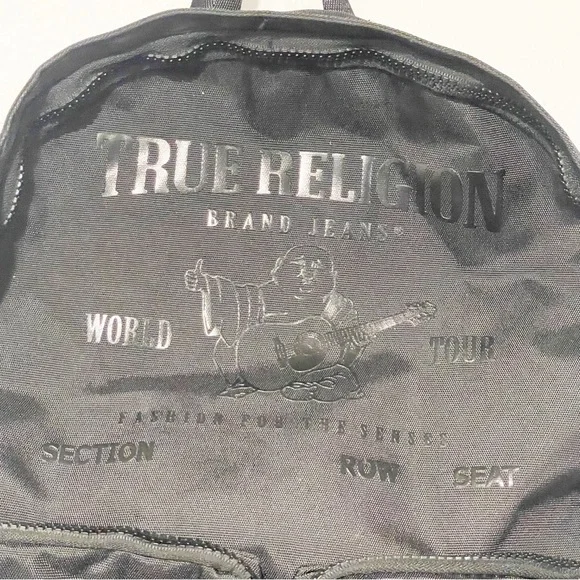 TRUE RELIGION
BRAND JEANS®
WORLD TOUR
FASHION FOR THE SENSES
SECTION ROW SEAT